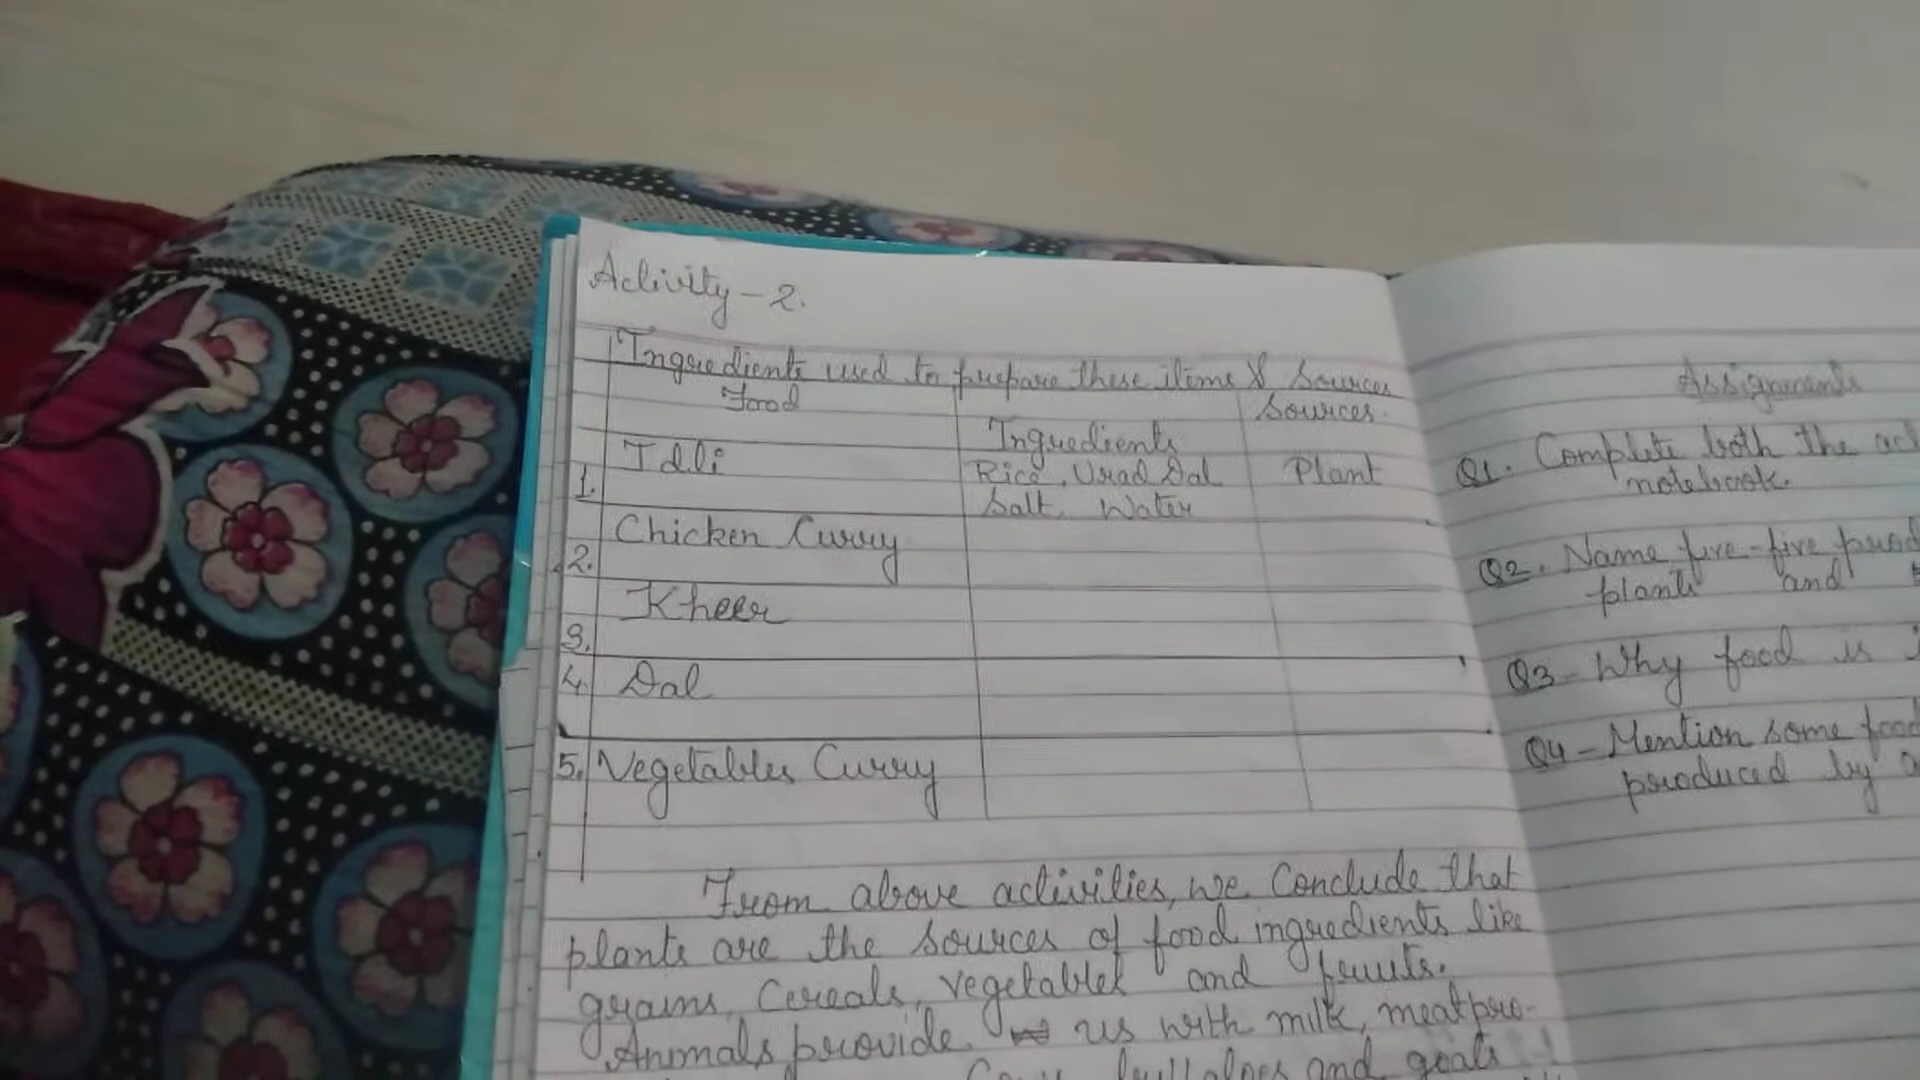 Activity - 2.
Ingredients used to prepare these items & Sources
Food Ingredients Sources.
1. Idli Rice, Urad Dal Plant
Salt, Water
2. Chicken Curry
3. Kheer
4. Dal
5. Vegetables Curry
From above activities, we conclude that
plants are the sources of food ingredients like
grains, Cereals, vegetables and fruits.
Animals provide us with milk, meat pro-
Cow, buffaloes and goats
Assignments
Q1. Complete both the
notebook.
Q2. Name five-five
plants and
Q3 - Why food is
Q4 - Mention some food
produced by